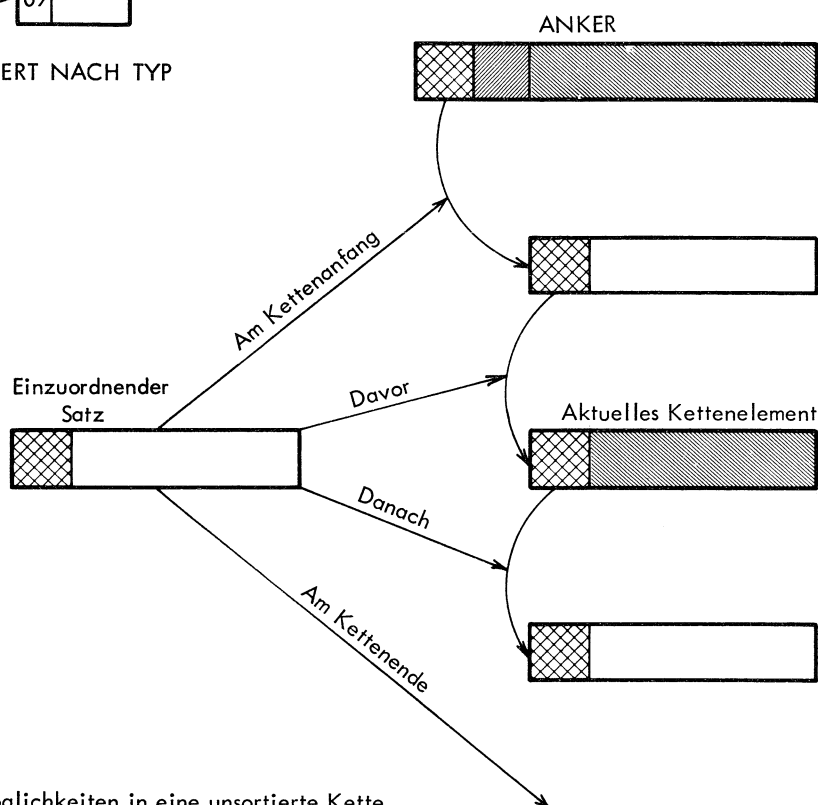 ANKER
ERT NACH TYP
Am Kettenanfang
Einzuordnender
Satz
Davor
Aktuelles Kettenelement
Danach
Am Kettenende
glichkeiten in eine unsortierte Kette